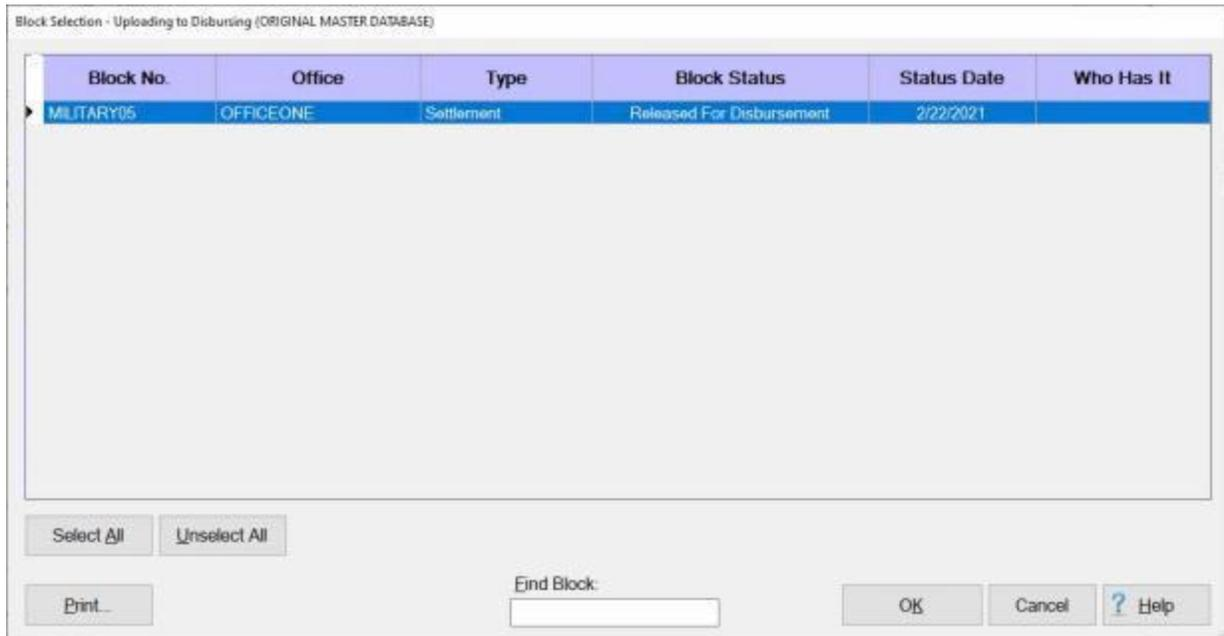 Block Selection - Uploading to Disbursing (ORIGINAL MASTER DATABASE)
Block No. Office Type Block Status Status Date Who Has It
MILITARY05 OFFICEONE Settlement Released For Disbursement 2/22/2021
Select All Unselect All
Find Block:
Print... OK Cancel ? Help